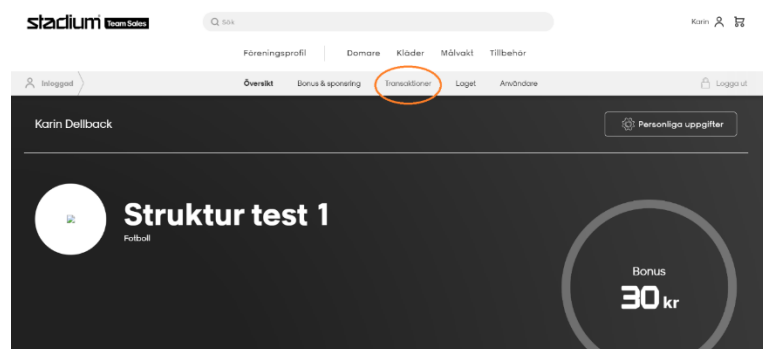 stadium Team Sales Sök Karin
Föreningsprofil Domare Kläder Målvakt Tillbehör
Inloggad Översikt Bonus & sponsring Transaktioner Laget Användare Logga ut
Karin Dellback Personliga uppgifter
Struktur test 1
Fotboll
Bonus
30 kr